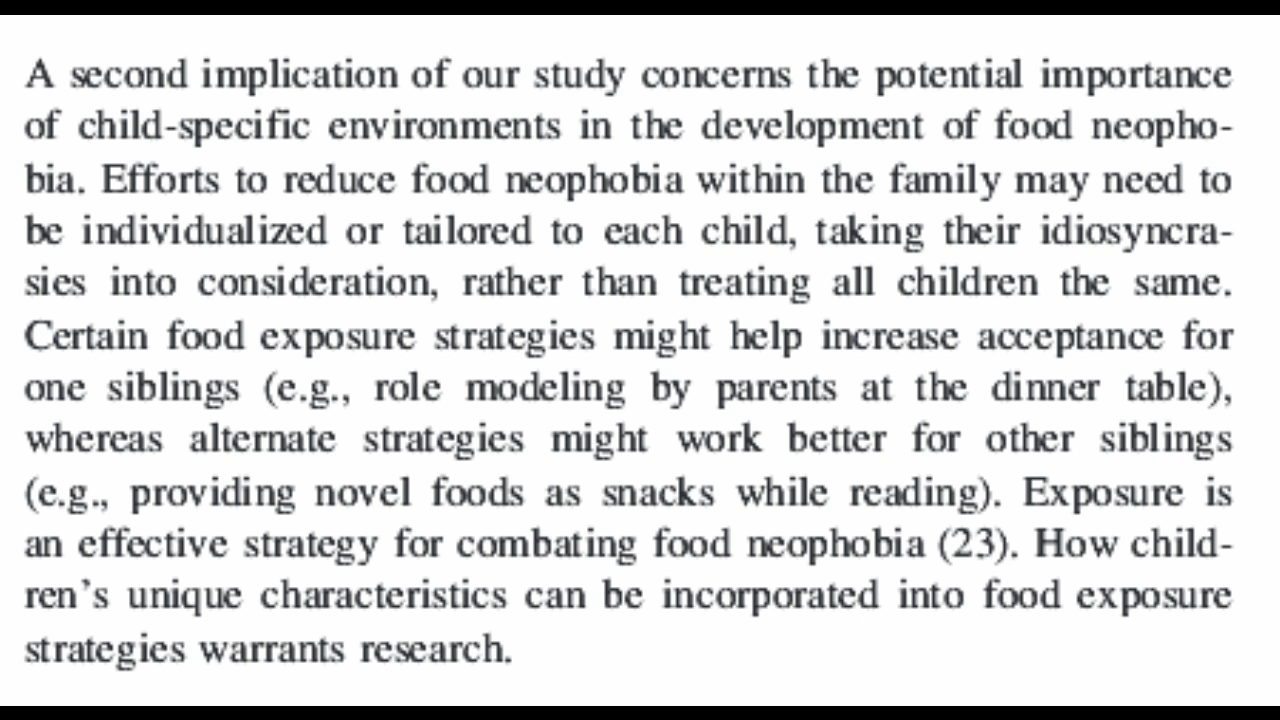 A second implication of our study concerns the potential importance
of child-specific environments in the development of food neopho-
bia. Efforts to reduce food neophobia within the family may need to
be individualized or tailored to each child, taking their idiosyncra-
sies into consideration, rather than treating all children the same.
Certain food exposure strategies might help increase acceptance for
one siblings (e.g., role modeling by parents at the dinner table),
whereas alternate strategies might work better for other siblings
(e.g., providing novel foods as snacks while reading). Exposure is
an effective strategy for combating food neophobia (23). How child-
ren's unique characteristics can be incorporated into food exposure
strategies warrants research.